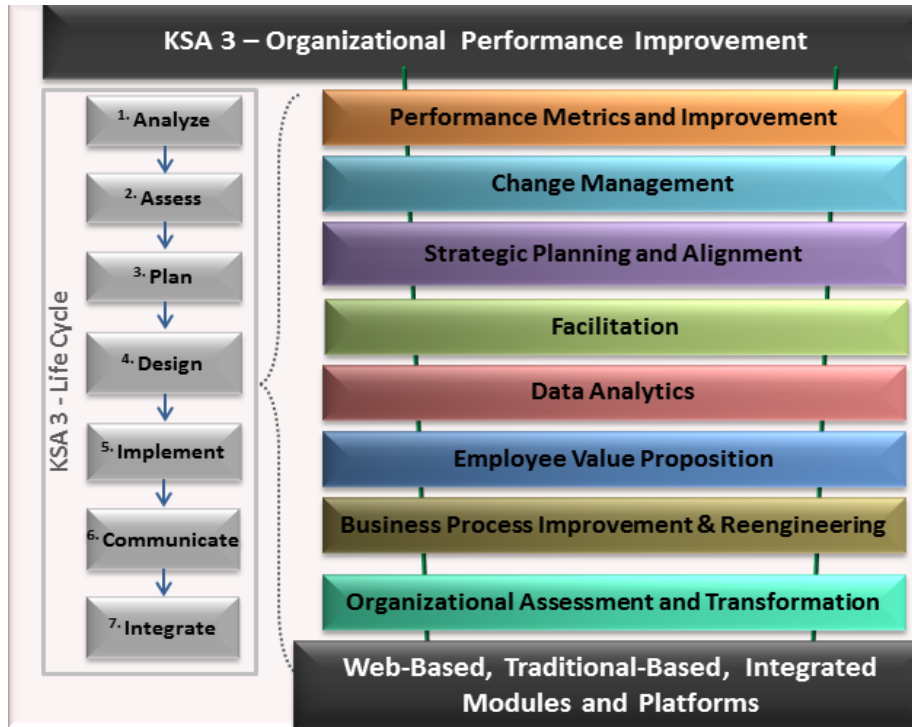 KSA 3 – Organizational Performance Improvement
KSA 3 - Life Cycle
1. Analyze
2. Assess
3. Plan
4. Design
5. Implement
6. Communicate
7. Integrate
Performance Metrics and Improvement
Change Management
Strategic Planning and Alignment
Facilitation
Data Analytics
Employee Value Proposition
Business Process Improvement & Reengineering
Organizational Assessment and Transformation
Web-Based, Traditional-Based, Integrated
Modules and Platforms